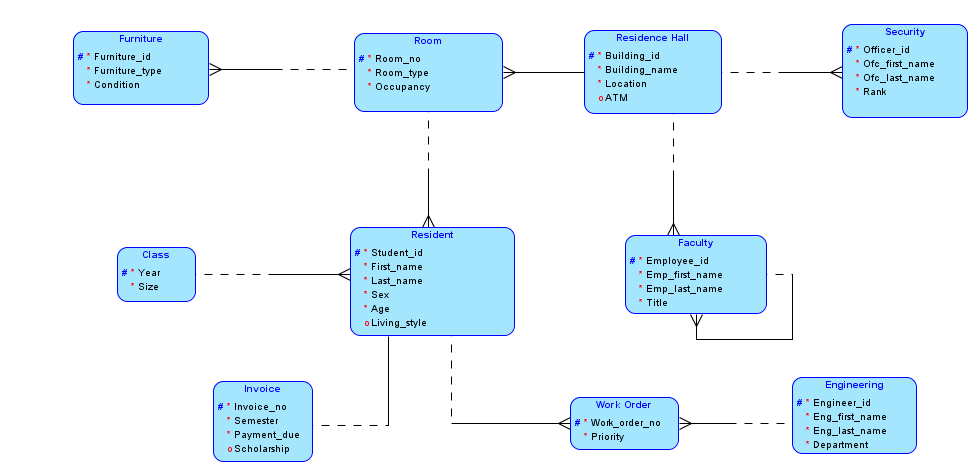 Furniture
# * Furniture_id
* Furniture_type
* Condition
Room
# * Room_no
* Room_type
* Occupancy
Residence Hall
# * Building_id
* Building_name
* Location
o ATM
Security
# * Officer_id
* Ofc_first_name
* Ofc_last_name
* Rank
Class
# * Year
* Size
Resident
# * Student_id
* First_name
* Last_name
* Sex
* Age
o Living_style
Faculty
# * Employee_id
* Emp_first_name
* Emp_last_name
* Title
Invoice
# * Invoice_no
* Semester
* Payment_due
o Scholarship
Work Order
# * Work_order_no
* Priority
Engineering
# * Engineer_id
* Eng_first_name
* Eng_last_name
* Department